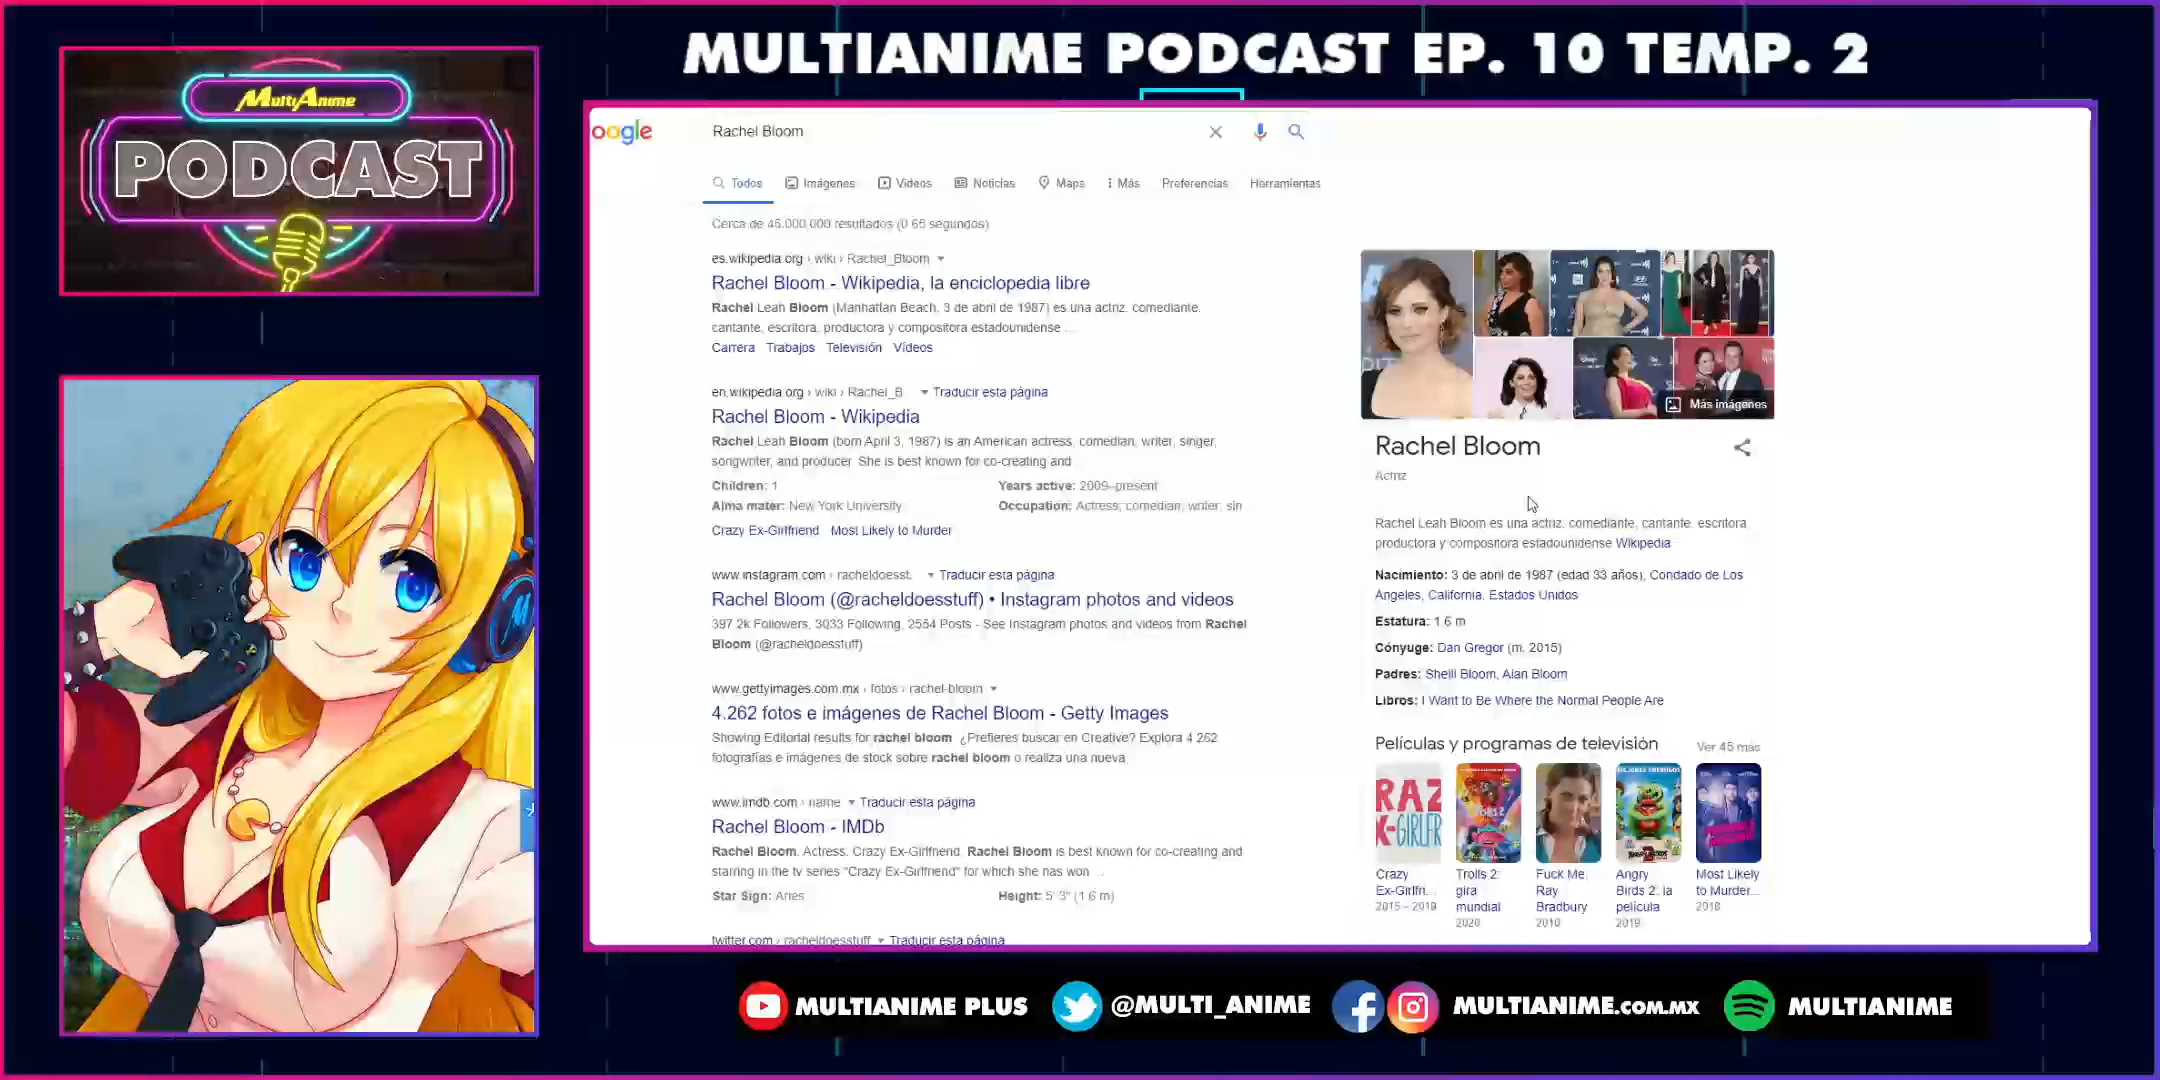 MULTIANIME PODCAST EP. 10 TEMP. 2
MultiAnime
PODCAST
oogle
Rachel Bloom
Todos
Imágenes
Videos
Noticias
Maps
Más
Preferencias
Herramientas
Cerca de 45.000.000 resultados (0.65 segundos)
es.wikipedia.org › wiki › Rachel_Bloom
Rachel Bloom - Wikipedia, la enciclopedia libre
Rachel Leah Bloom (Manhattan Beach, 3 de abril de 1987) es una actriz, comediante,
cantante, escritora, productora y compositora estadounidense ...
Carrera Trabajos Televisión Vídeos
en.wikipedia.org › wiki › Rachel_B Traducir esta página
Rachel Bloom - Wikipedia
Rachel Leah Bloom (born April 3, 1987) is an American actress, comedian, writer, singer,
songwriter, and producer. She is best known for co-creating and
Children: 1 Years active: 2009–present
Alma mater: New York University Occupation: Actress, comedian, writer, sin
Crazy Ex-Girlfriend Most Likely to Murder
www.instagram.com › racheldoesst. Traducir esta página
Rachel Bloom (@racheldoesstuff) • Instagram photos and videos
397.2k Followers, 3033 Following, 2554 Posts - See Instagram photos and videos from Rachel
Bloom (@racheldoesstuff)
www.gettyimages.com.mx › fotos › rachel-bloom
4.262 fotos e imágenes de Rachel Bloom - Getty Images
Showing Editorial results for rachel bloom. ¿Prefieres buscar en Creative? Explora 4.262
fotografías e imágenes de stock sobre rachel bloom o realiza una nueva
www.imdb.com › name Traducir esta página
Rachel Bloom - IMDb
Rachel Bloom. Actress. Crazy Ex-Girlfriend. Rachel Bloom is best known for co-creating and
starring in the tv series "Crazy Ex-Girlfriend" for which she has won ...
Star Sign: Aries Height: 5' 3" (1.6 m)
twitter.com › racheldoesstuff Traducir esta página
Más imágenes
Rachel Bloom
Actriz
Rachel Leah Bloom es una actriz, comediante, cantante, escritora,
productora y compositora estadounidense. Wikipedia
Nacimiento: 3 de abril de 1987 (edad 33 años), Condado de Los
Ángeles, California, Estados Unidos
Estatura: 1.6 m
Cónyuge: Dan Gregor (m. 2015)
Padres: Shelli Bloom, Alan Bloom
Libros: I Want to Be Where the Normal People Are
Películas y programas de televisión
Ver 45 más
Crazy
Ex-Girlfri...
2015 – 2019
Trolls 2:
gira
mundial
2020
Fuck Me,
Ray
Bradbury
2010
Angry
Birds 2: la
película
2019
Most Likely
to Murder...
2018
MULTIANIME PLUS
@MULTI_ANIME
MULTIANIME.COM.MX
MULTIANIME